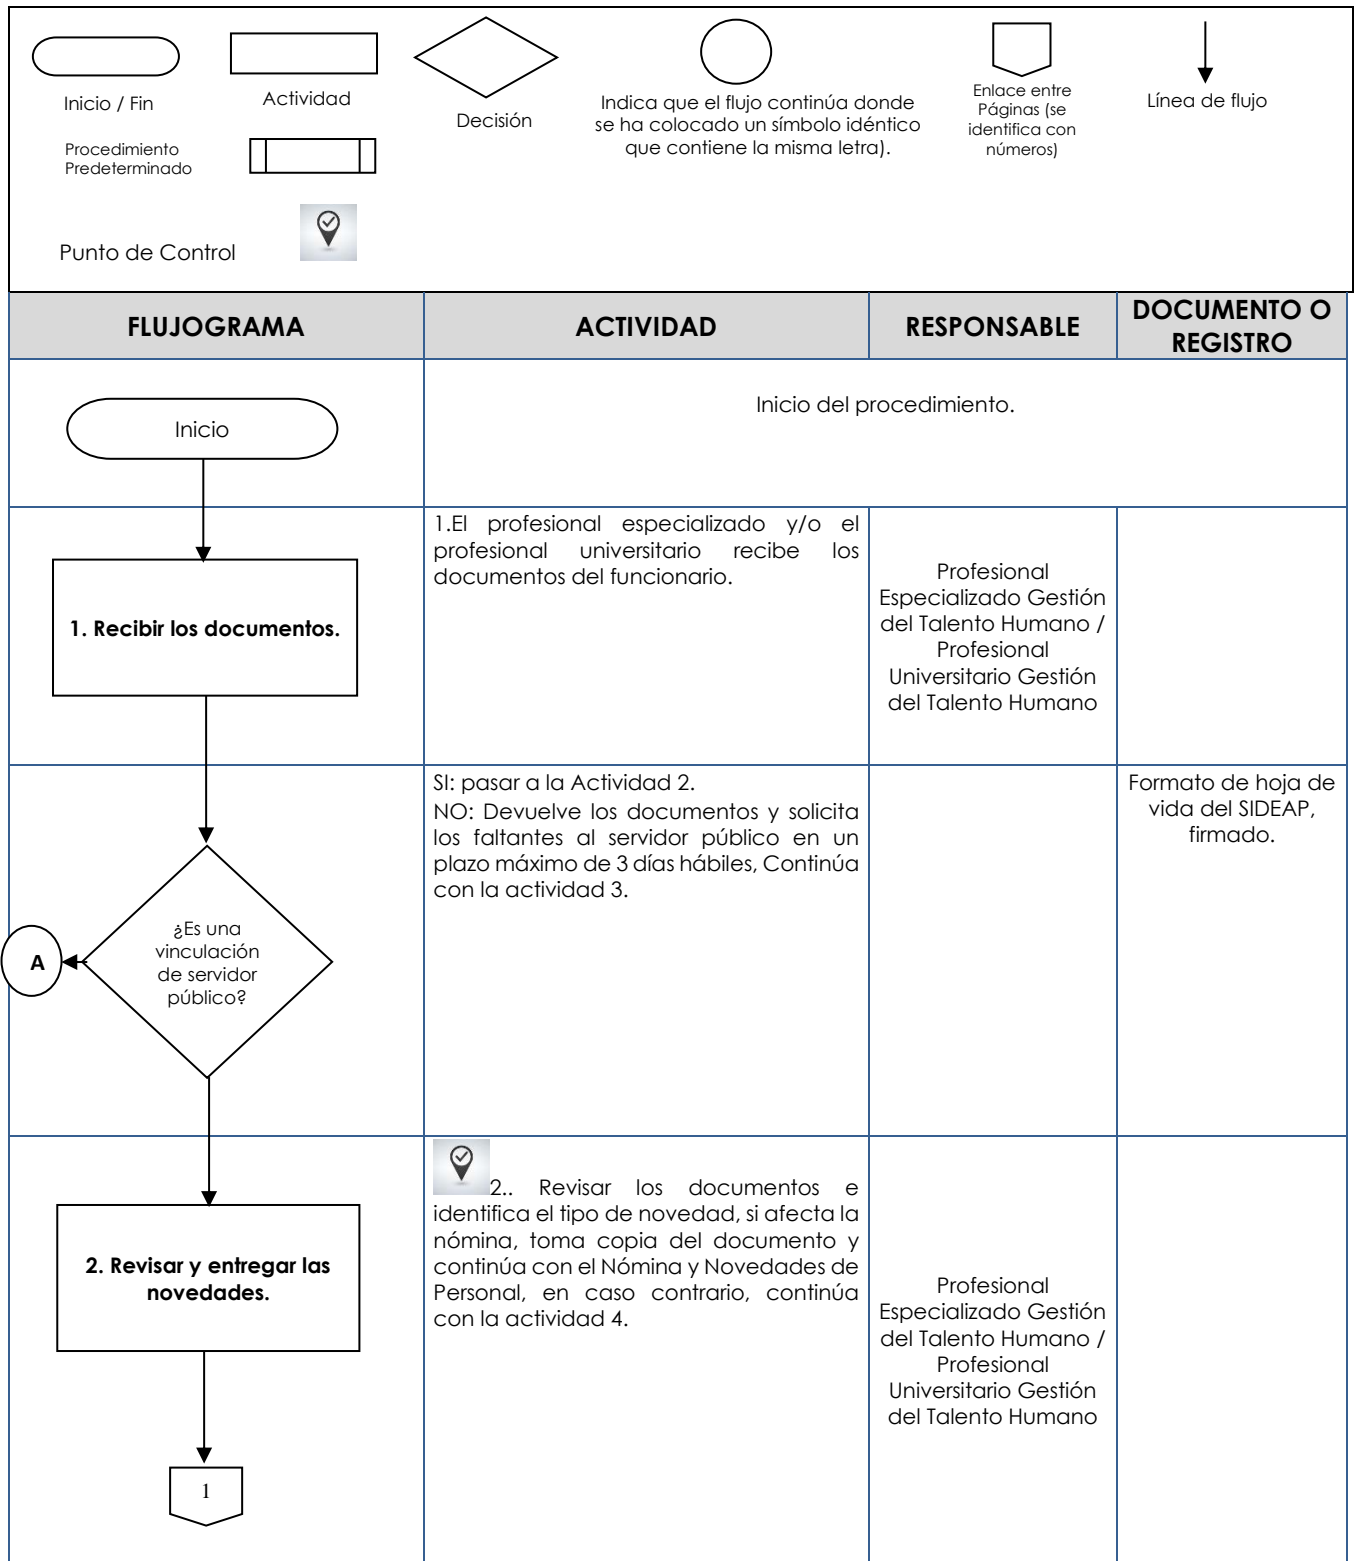 Inicio / Fin
Actividad
Decisión
Indica que el flujo continúa donde
se ha colocado un símbolo idéntico
que contiene la misma letra).
Enlace entre
Páginas (se
identifica con
números)
Línea de flujo
Procedimiento
Predeterminado
Punto de Control
FLUJOGRAMA
ACTIVIDAD
RESPONSABLE
DOCUMENTO O
REGISTRO
Inicio
Inicio del procedimiento.
1. Recibir los documentos.
1.El profesional especializado y/o el
profesional universitario recibe los
documentos del funcionario.
Profesional
Especializado Gestión
del Talento Humano /
Profesional
Universitario Gestión
del Talento Humano
A
¿Es una
vinculación
de servidor
público?
SI: pasar a la Actividad 2.
NO: Devuelve los documentos y solicita
los faltantes al servidor público en un
plazo máximo de 3 días hábiles, Continúa
con la actividad 3.
Formato de hoja de
vida del SIDEAP,
firmado.
2. Revisar y entregar las
novedades.
2.. Revisar los documentos e
identifica el tipo de novedad, si afecta la
nómina, toma copia del documento y
continúa con el Nómina y Novedades de
Personal, en caso contrario, continúa
con la actividad 4.
Profesional
Especializado Gestión
del Talento Humano /
Profesional
Universitario Gestión
del Talento Humano
1